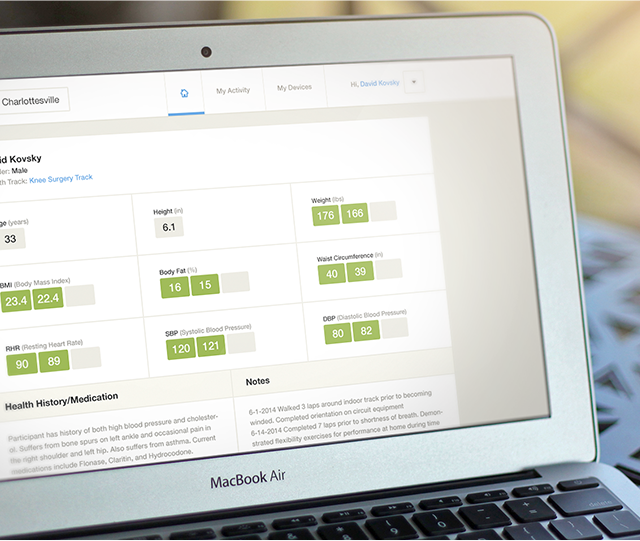 Charlottesville
My Activity
My Devices
Hi, David Kovsky
id Kovsky
er: Male
th Track: Knee Surgery Track
ge (years)
33
Height (in)
6.1
Weight (lbs)
176 166
BMI (Body Mass Index)
23.4 22.4
Body Fat (%)
16 15
Waist Circumference (in)
40 39
RHR (Resting Heart Rate)
90 89
SBP (Systolic Blood Pressure)
120 121
DBP (Diastolic Blood Pressure)
80 82
Health History/Medication
Participant has history of both high blood pressure and cholester-
ol. Suffers from bone spurs on left ankle and occasional pain in
the right shoulder and left hip. Also suffers from asthma. Current
medications include Flonase, Claritin, and Hydrocodone.
Notes
6-1-2014 Walked 3 laps around indoor track prior to becoming
winded. Completed orientation on circuit equipment
6-14-2014 Completed 7 laps prior to shortness of breath. Demon-
strated flexibility exercises for performance at home during time
MacBook Air